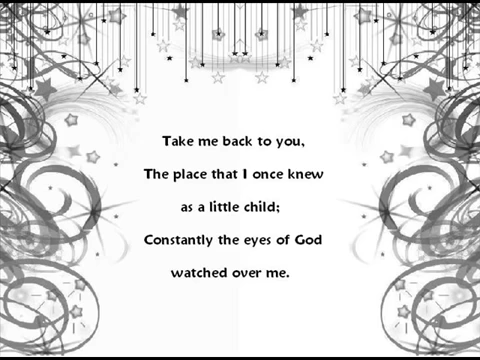 Take me back to you,
The place that I once knew
as a little child;
Constantly the eyes of God
watched over me.